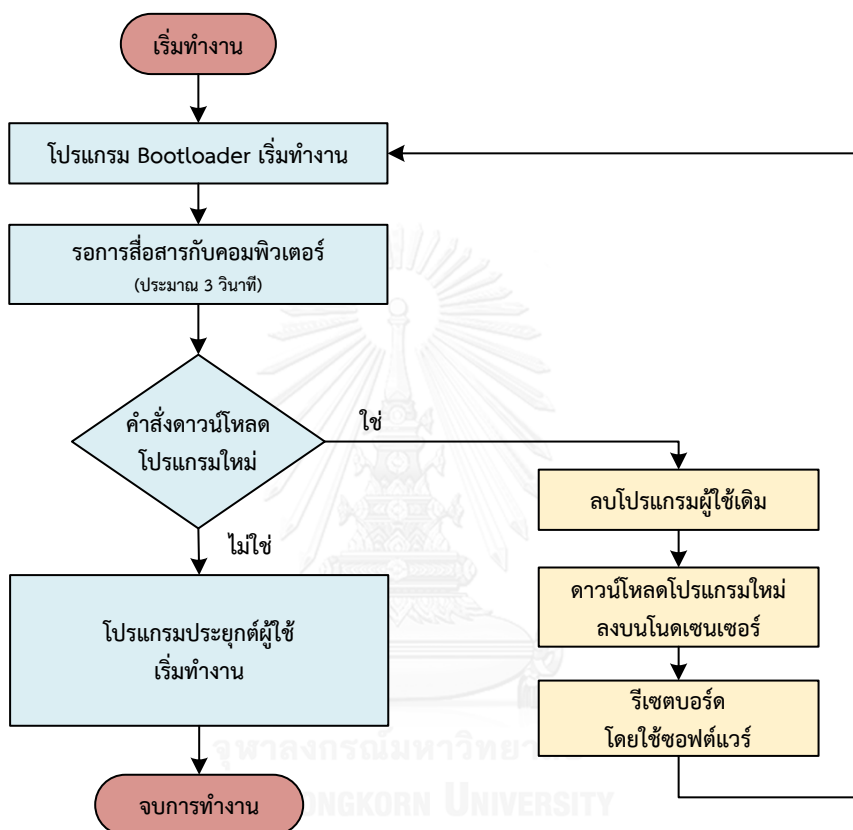 เริ่มทำงาน
โปรแกรม Bootloader เริ่มทำงาน
รอการสื่อสารกับคอมพิวเตอร์
(ประมาณ 3 วินาที)
คำสั่งดาวน์โหลด
โปรแกรมใหม่
ใช่
ไม่ใช่
ลบโปรแกรมผู้ใช้เดิม
ดาวน์โหลดโปรแกรมใหม่
ลงบนโนดเซนเซอร์
รีเซตบอร์ด
โดยใช้ซอฟต์แวร์
โปรแกรมประยุกต์ผู้ใช้
เริ่มทำงาน
จบการทำงาน
จุฬาลงกรณ์มหาวิทยา
ONGKORN UNIVERSITY